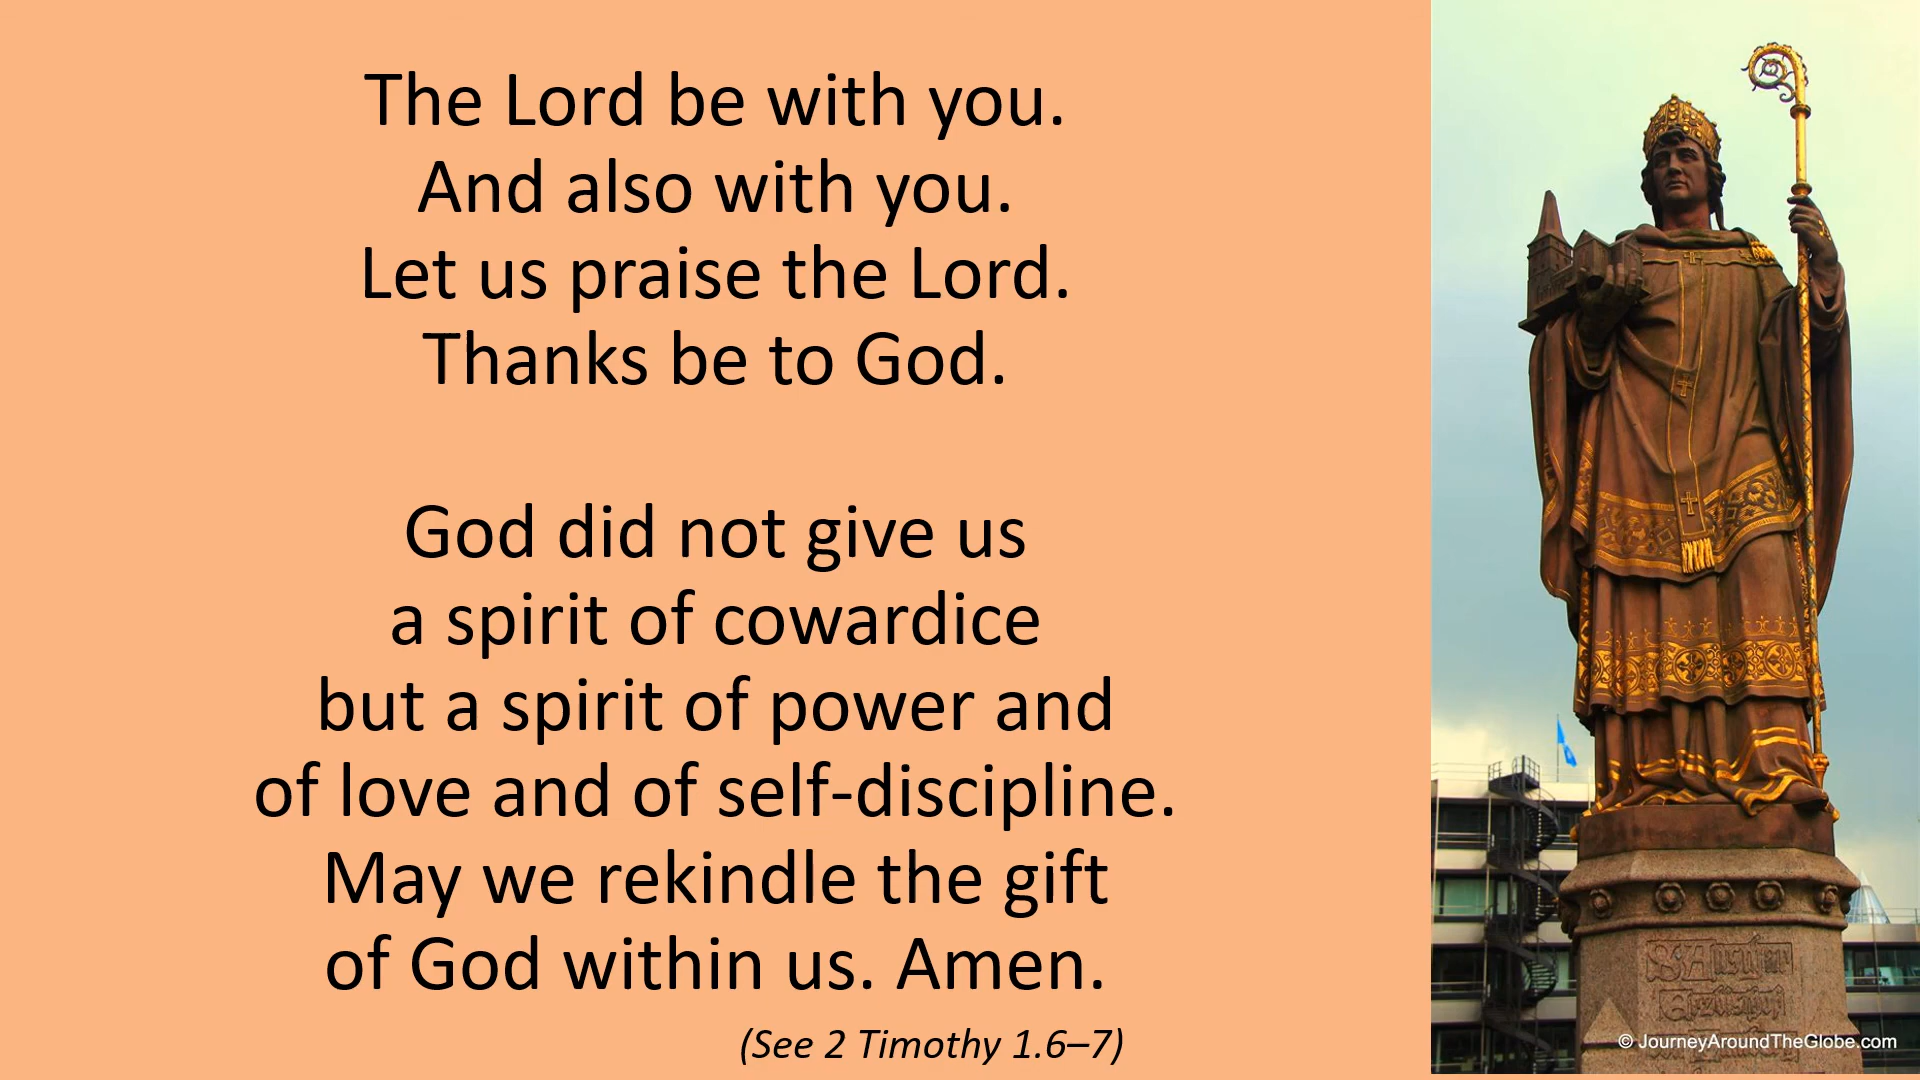 The Lord be with you.
And also with you.
Let us praise the Lord.
Thanks be to God.
God did not give us
a spirit of cowardice
but a spirit of power and
of love and of self-discipline.
May we rekindle the gift
of God within us. Amen.
(See 2 Timothy 1.6–7)
© JourneyAroundTheGlobe.com